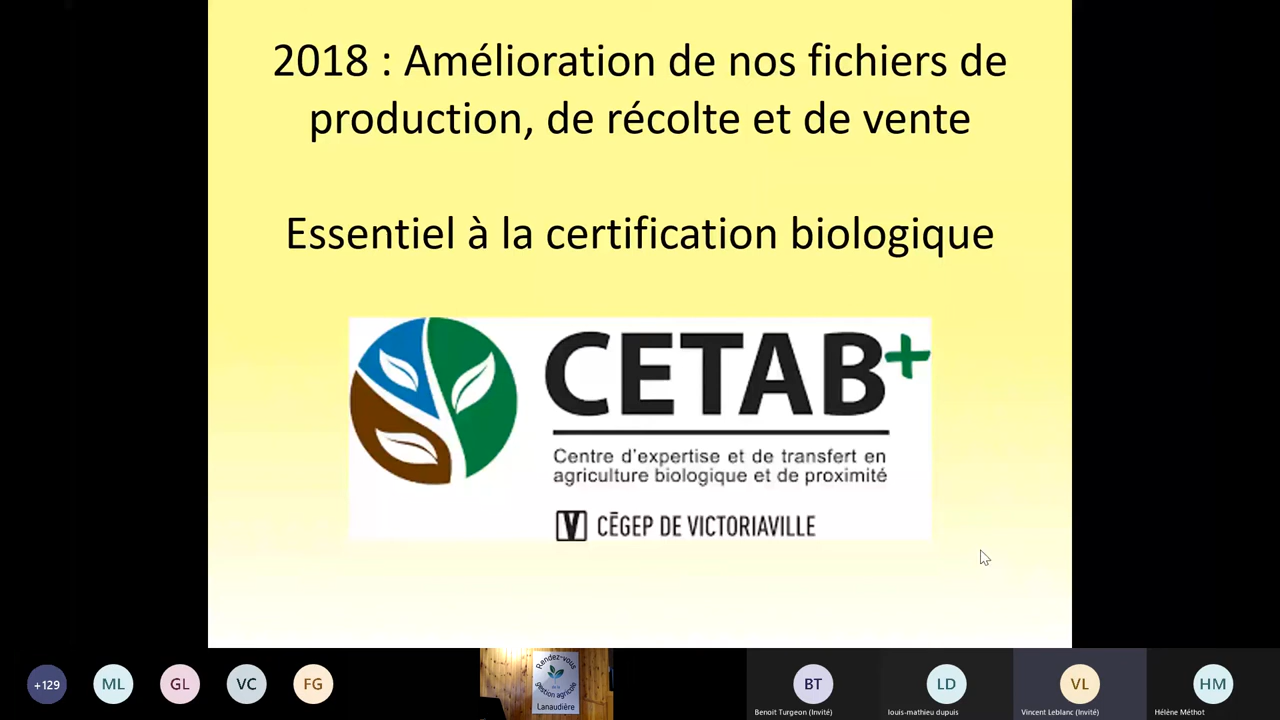 2018 : Amélioration de nos fichiers de
production, de récolte et de vente
Essentiel à la certification biologique
CETAB+
Centre d'expertise et de transfert en
agriculture biologique et de proximité
CÉGEP DE VICTORIAVILLE
+129
ML
GL
VC
FG
Rendez-vous
gestion agricole
Lanaudière
BT
Benoit Turgeon (Invité)
LD
louis-mathieu dupuis
VL
Vincent Leblanc (Invité)
HM
Hélène Méthot